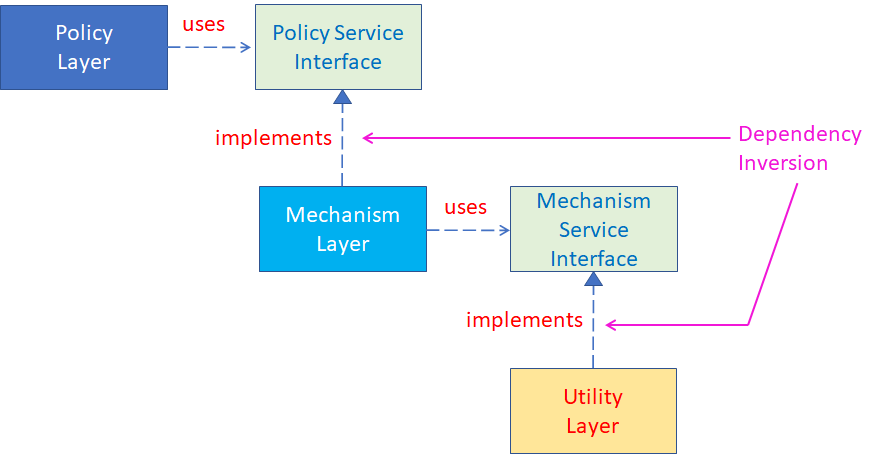 Policy
Layer
uses
Policy Service
Interface
implements
Dependency
Inversion
Mechanism
Layer
uses
Mechanism
Service
Interface
implements
Utility
Layer